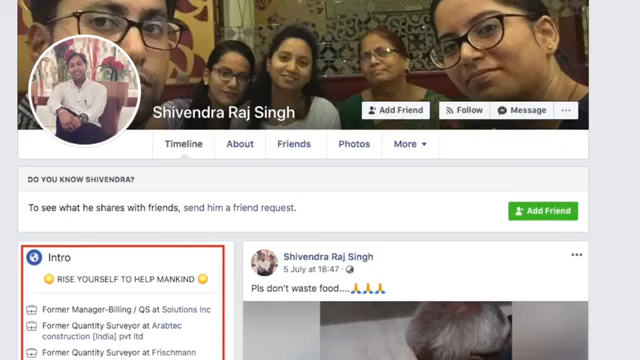 Shivendra Raj Singh
Add Friend
Follow
Message
Timeline
About
Friends
Photos
More
DO YOU KNOW SHIVENDRA?
To see what he shares with friends, send him a friend request.
Add Friend
Intro
RISE YOURSELF TO HELP MANKIND
Former Manager-Billing / QS at Solutions Inc
Former Quantity Surveyor at Arabtec
construction [India] pvt ltd
Former Quantity Surveyor at Frischmann
Shivendra Raj Singh
5 July at 18:47 ·
Pls don't waste food....🙏🙏🙏